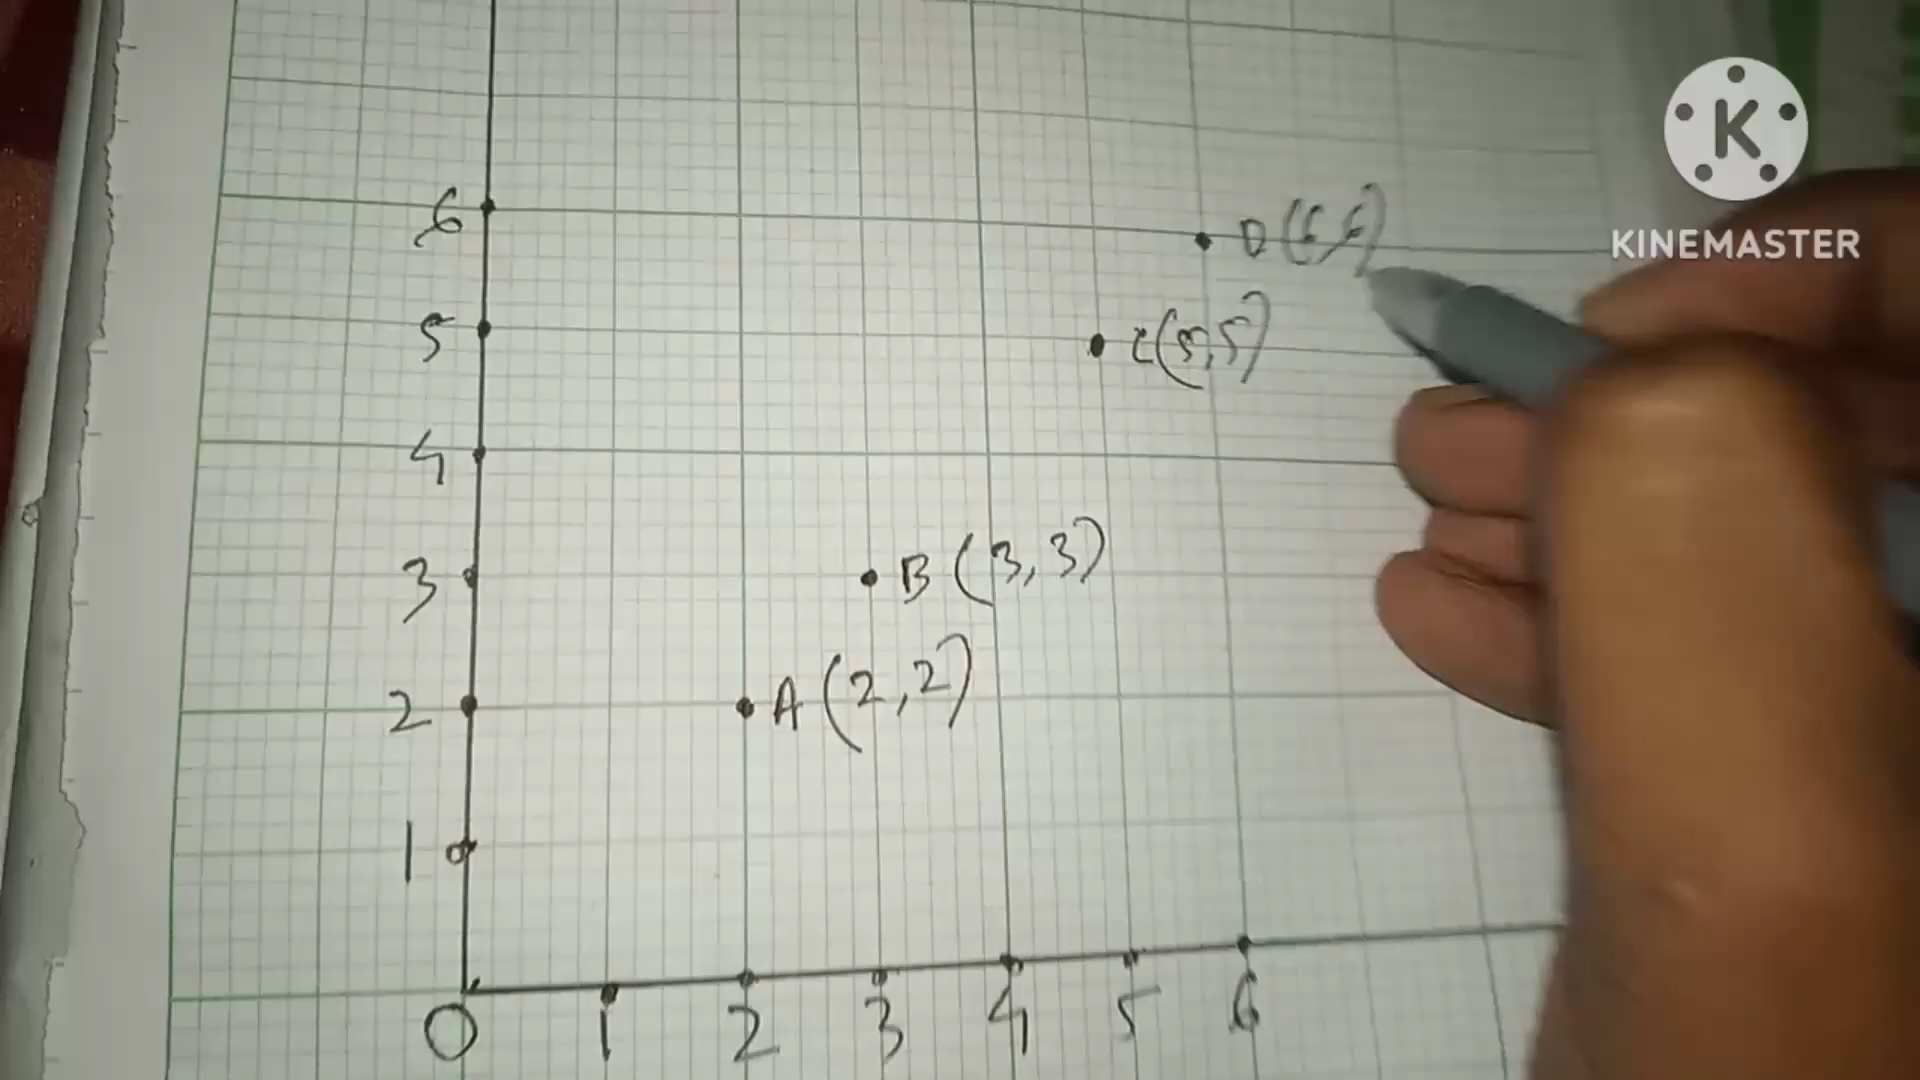 K
KINEMASTER
6
D(6,6)
5
C(5,5)
4
3
B (3,3)
2
A (2,2)
1
0 1 2 3 4 5 6